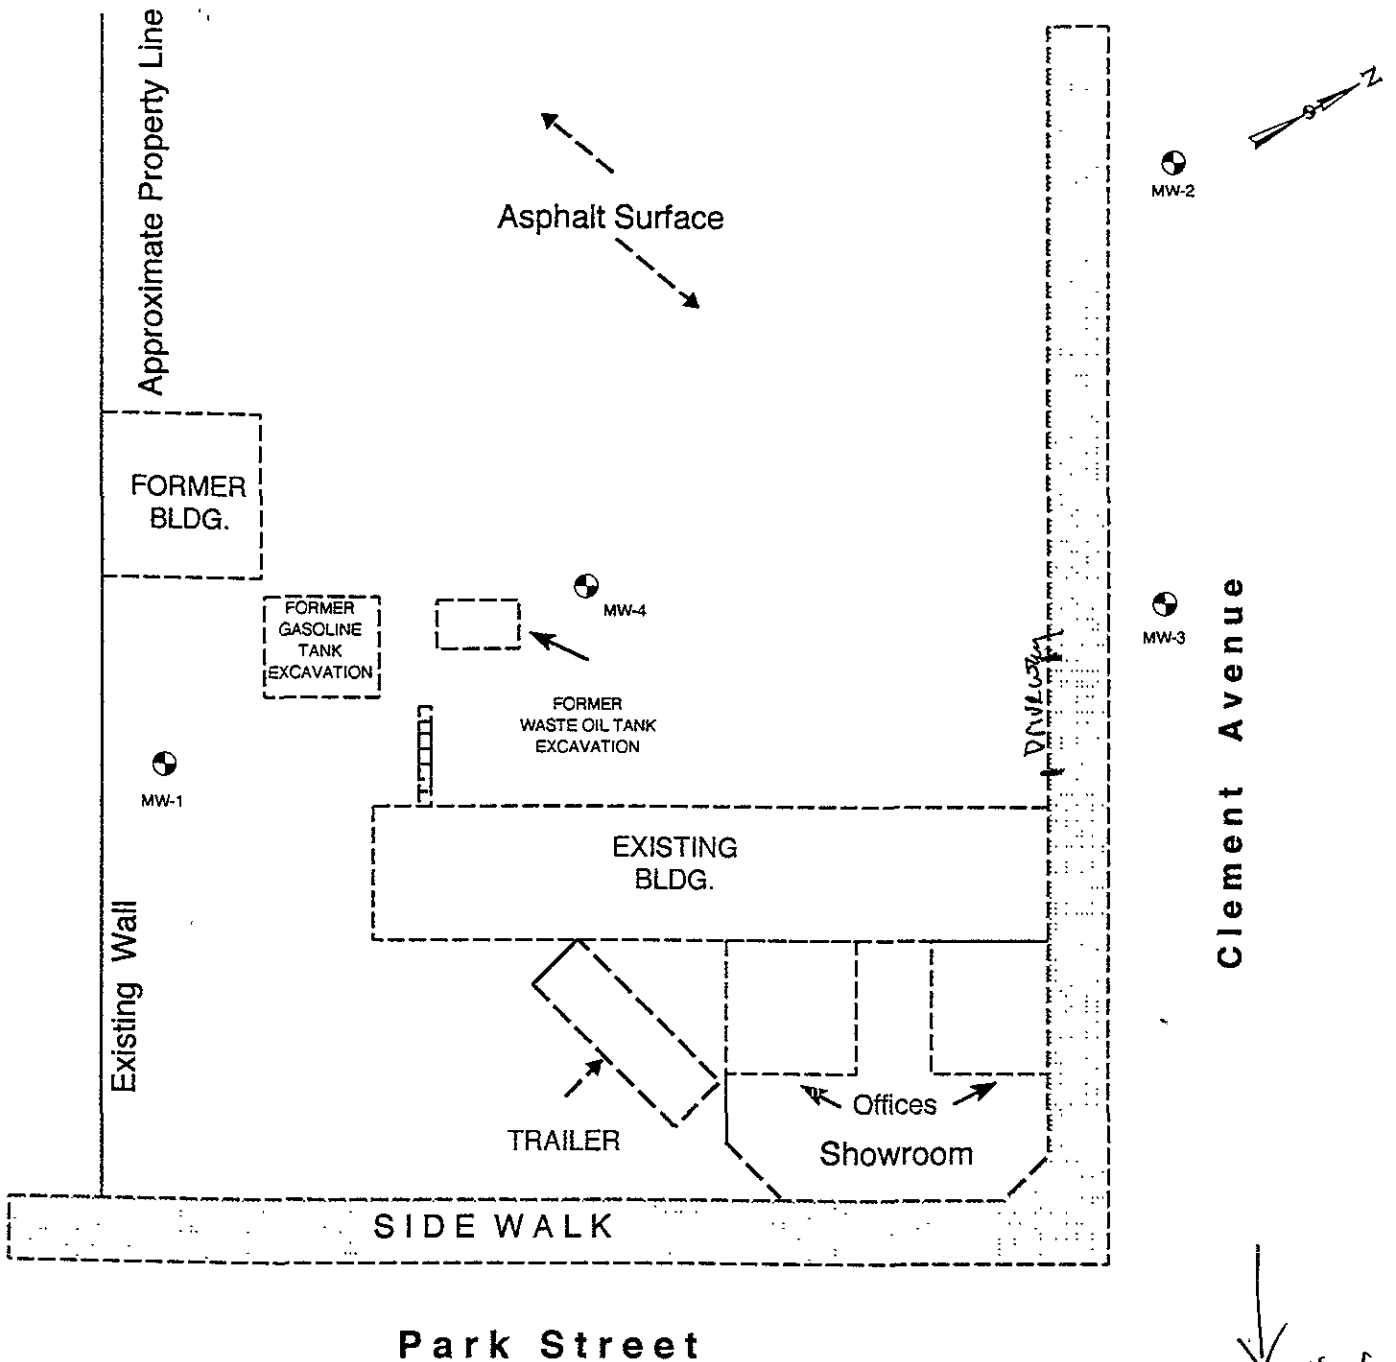 Approximate Property Line
N
MW-2
Asphalt Surface
FORMER
BLDG.
FORMER
GASOLINE
TANK
EXCAVATION
MW-4
MW-3
FORMER
WASTE OIL TANK
EXCAVATION
Driveway
MW-1
Clement Avenue
EXISTING
BLDG.
Existing Wall
Offices
TRAILER
Showroom
SIDE WALK
Park Street